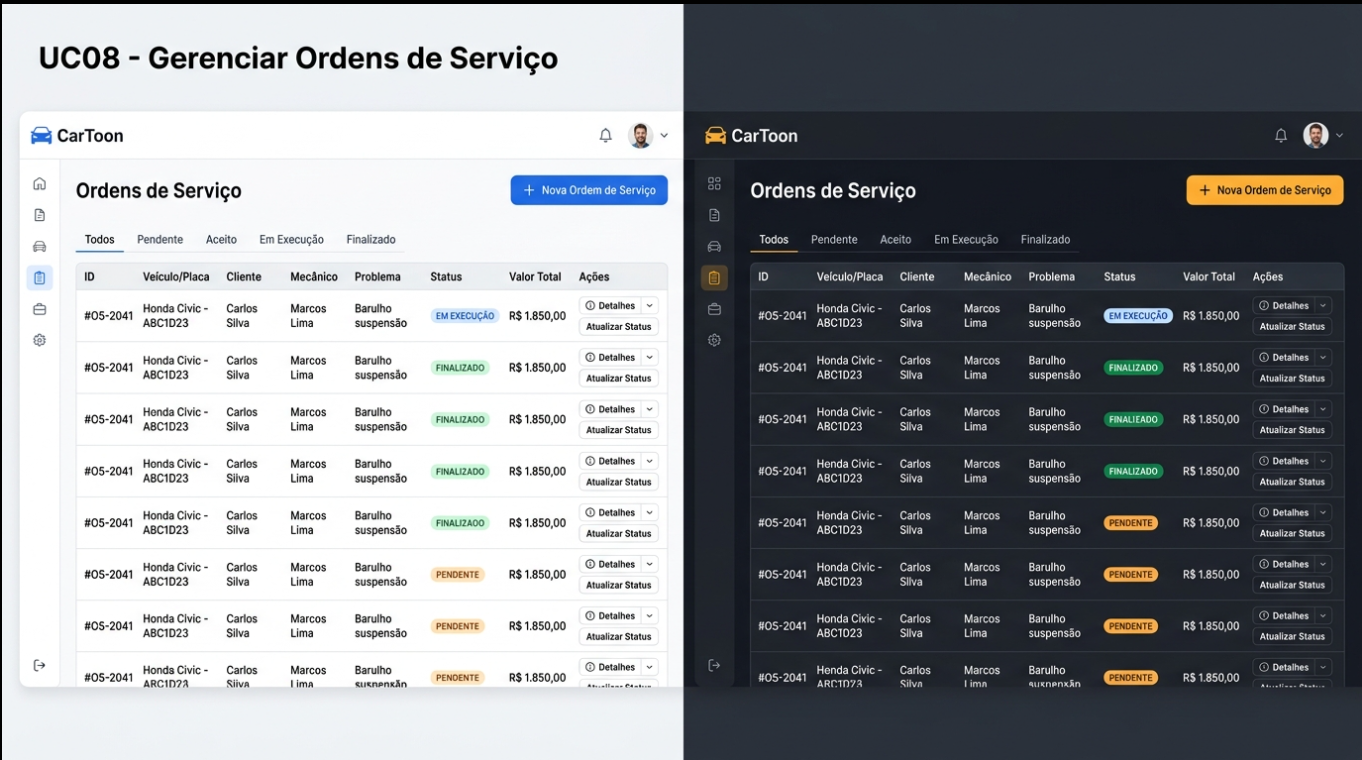 UC08 - Gerenciar Ordens de Serviço
CarToon
Ordens de Serviço
+ Nova Ordem de Serviço
Todos Pendente Aceito Em Execução Finalizado
ID Veículo/Placa Cliente Mecânico Problema Status Valor Total Ações
#OS-2041 Honda Civic - ABC1D23 Carlos Silva Marcos Lima Barulho suspensão EM EXECUÇÃO R$ 1.850,00 Detalhes Atualizar Status
#OS-2041 Honda Civic - ABC1D23 Carlos Silva Marcos Lima Barulho suspensão FINALIZADO R$ 1.850,00 Detalhes Atualizar Status
#OS-2041 Honda Civic - ABC1D23 Carlos Silva Marcos Lima Barulho suspensão FINALIZADO R$ 1.850,00 Detalhes Atualizar Status
#OS-2041 Honda Civic - ABC1D23 Carlos Silva Marcos Lima Barulho suspensão FINALIZADO R$ 1.850,00 Detalhes Atualizar Status
#OS-2041 Honda Civic - ABC1D23 Carlos Silva Marcos Lima Barulho suspensão FINALIZAOO R$ 1.850,00 Detalhes Atualizar Status
#OS-2041 Honda Civic - ABC1D23 Carlos Silva Marcos Lima Barulho suspensão PENDENTE R$ 1.850,00 Detalhes Atualizar Status
#OS-2041 Honda Civic - ABC1D23 Carlos Silva Marcos Lima Barulho suspensão PENDENTE R$ 1.850,00 Detalhes Atualizar Status
#OS-2041 Honda Civic - Carlos Marcos Barulho PENDENTE R$ 1.850,00 Detalhes
CarToon
Ordens de Serviço
+ Nova Ordem de Serviço
Todos Pendente Aceito Em Execução Finalizado
ID Veículo/Placa Cliente Mecânico Problema Status Valor Total Ações
#OS-2041 Honda Civic - ABC1D23 Carlos Silva Marcos Lima Barulho suspensão EM EXECUÇÃO R$ 1.850,00 Detalhes Atualizar Status
#OS-2041 Honda Civic - ABC1D23 Carlos Silva Marcos Lima Barulho suspensão FINALIZADO R$ 1.850,00 Detalhes Atualizar Status
#OS-2041 Honda Civic - ABC1D23 Carlos Silva Marcos Lima Barulho suspensão FINALIEADO R$ 1.850,00 Detalhes Atualizar Status
#OS-2041 Henda Civic - ABC1D23 Carlos Silva Marcos Lima Barulho suspensão FINALIZADO R$ 1.850,00 Detalhes Atualizar Status
#OS-2041 Honda Civic - ABC1D23 Carlos Silva Marcos Lima Barulho suspensão PENDENTE R$ 1.850,00 Detalhes Atualizar Status
#OS-2041 Honda Civic - ABC1D23 Carlos Silva Marcos Lima Barulho suspensão PENDENTE R$ 1.850,00 Detalhes Atualizar Status
#OS-2041 Honda Civic - ABC1D23 Carlos Silva Marcos Lima Barulho suspensão PENDENTE R$ 1.850,00 Detalhes Atualizar Status
#OS-2041 Honda Civic - Carlos Marcos Barulho PENDENTE R$ 1.850,00 Detalhes